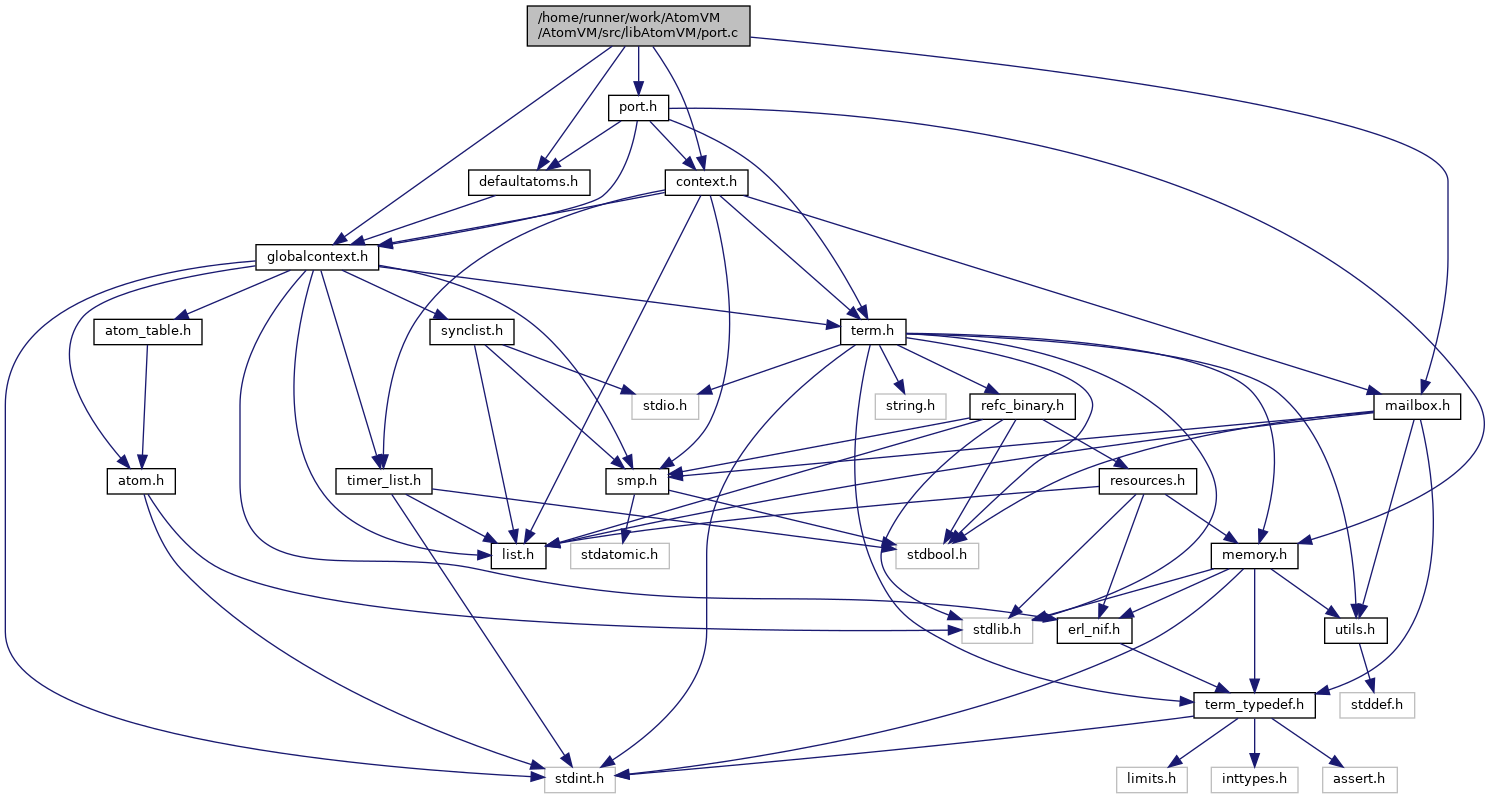 /home/runner/work/AtomVM
/AtomVM/src/libAtomVM/port.c
port.h
defaultatoms.h
context.h
globalcontext.h
atom_table.h
synclist.h
term.h
stdio.h
string.h
refc_binary.h
mailbox.h
atom.h
timer_list.h
smp.h
resources.h
list.h
stdatomic.h
stdbool.h
memory.h
stdlib.h
erl_nif.h
utils.h
term_typedef.h
stddef.h
stdint.h
limits.h
inttypes.h
assert.h